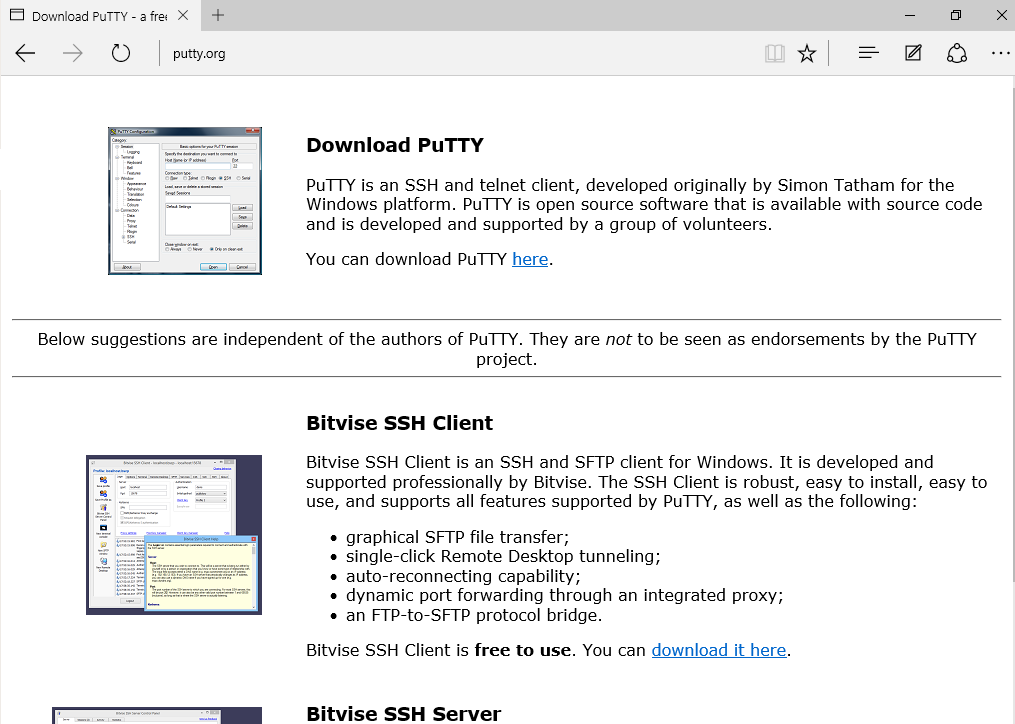 Download PuTTY - a free
putty.org
Download PuTTY
PuTTY is an SSH and telnet client, developed originally by Simon Tatham for the
Windows platform. PuTTY is open source software that is available with source code
and is developed and supported by a group of volunteers.
You can download PuTTY here.
Below suggestions are independent of the authors of PuTTY. They are not to be seen as endorsements by the PuTTY
project.
Bitvise SSH Client
Bitvise SSH Client is an SSH and SFTP client for Windows. It is developed and
supported professionally by Bitvise. The SSH Client is robust, easy to install, easy to
use, and supports all features supported by PuTTY, as well as the following:
• graphical SFTP file transfer;
• single-click Remote Desktop tunneling;
• auto-reconnecting capability;
• dynamic port forwarding through an integrated proxy;
• an FTP-to-SFTP protocol bridge.
Bitvise SSH Client is free to use. You can download it here.
Bitvise SSH Server